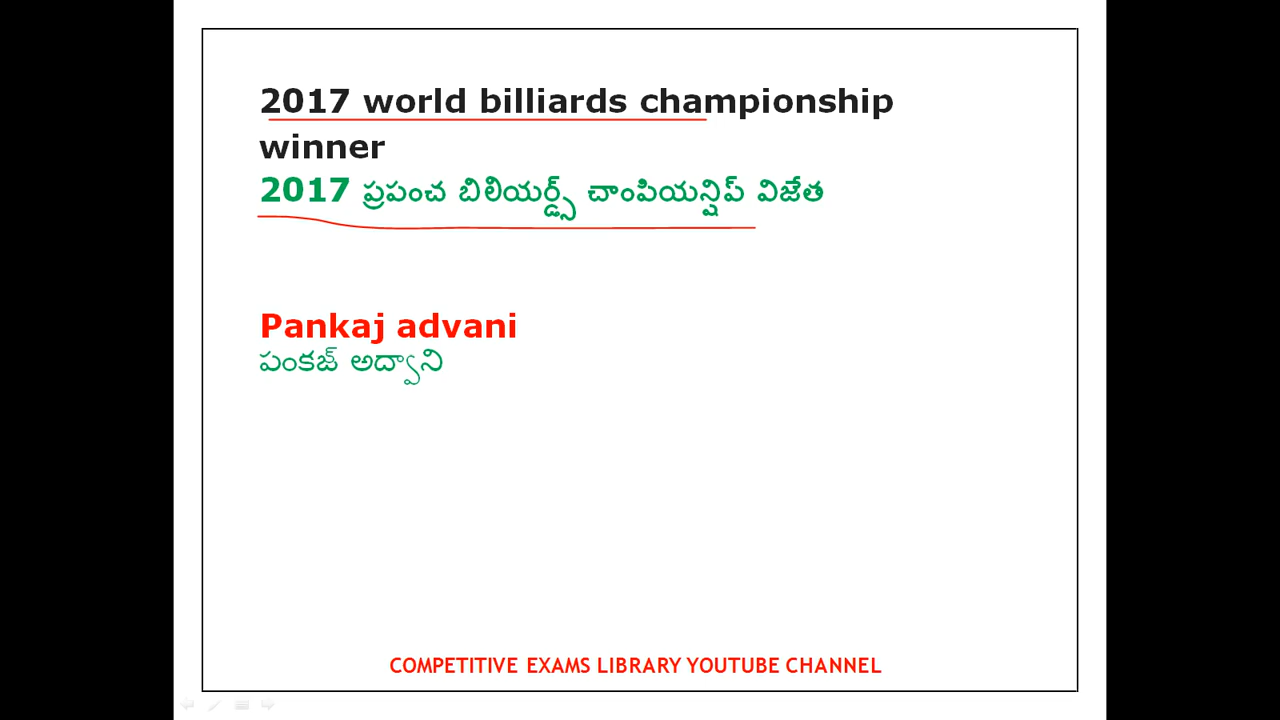 2017 world billiards championship
winner
2017 ప్రపంచ బిలియర్డ్స్ చాంపియన్షిప్ విజేత
Pankaj advani
పంకజ్ అద్వాని
COMPETITIVE EXAMS LIBRARY YOUTUBE CHANNEL